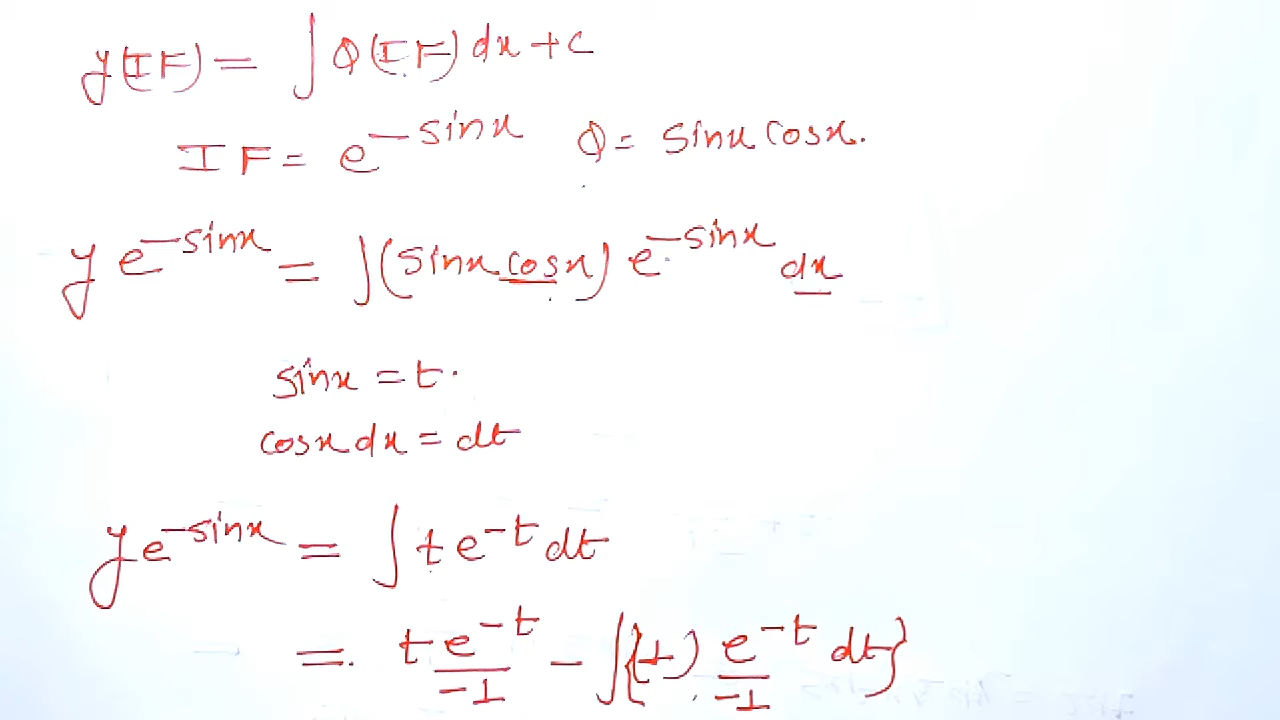 y(IF) = ∫ Q(IF) dx + c
IF = e^{-sinx} Q = sinx cosx.
y e^{-sinx} = ∫(sinx cosx) e^{-sinx} dx
sinx = t.
cosx dx = dt
y e^{-sinx} = ∫ t e^{-t} dt
= t e^{-t}/-1 - ∫{(1) e^{-t}/-1 dt}